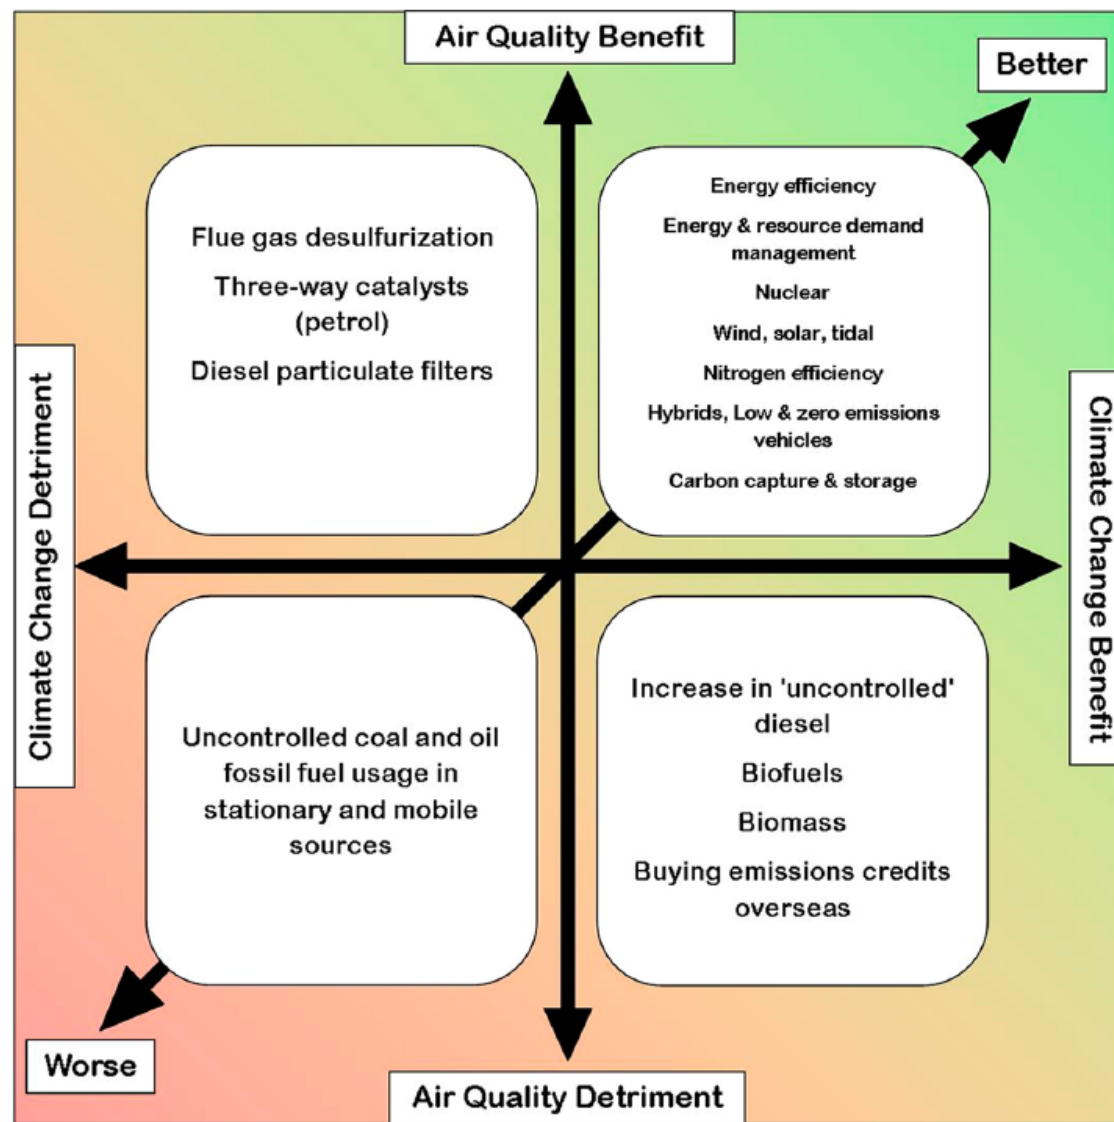 Air Quality Benefit
Better
Flue gas desulfurization
Three-way catalysts
(petrol)
Diesel particulate filters
Energy efficiency
Energy & resource demand
management
Nuclear
Wind, solar, tidal
Nitrogen efficiency
Hybrids, Low & zero emissions
vehicles
Carbon capture & storage
Climate Change Detriment
Climate Change Benefit
Uncontrolled coal and oil
fossil fuel usage in
stationary and mobile
sources
Increase in 'uncontrolled'
diesel
Biofuels
Biomass
Buying emissions credits
overseas
Worse
Air Quality Detriment